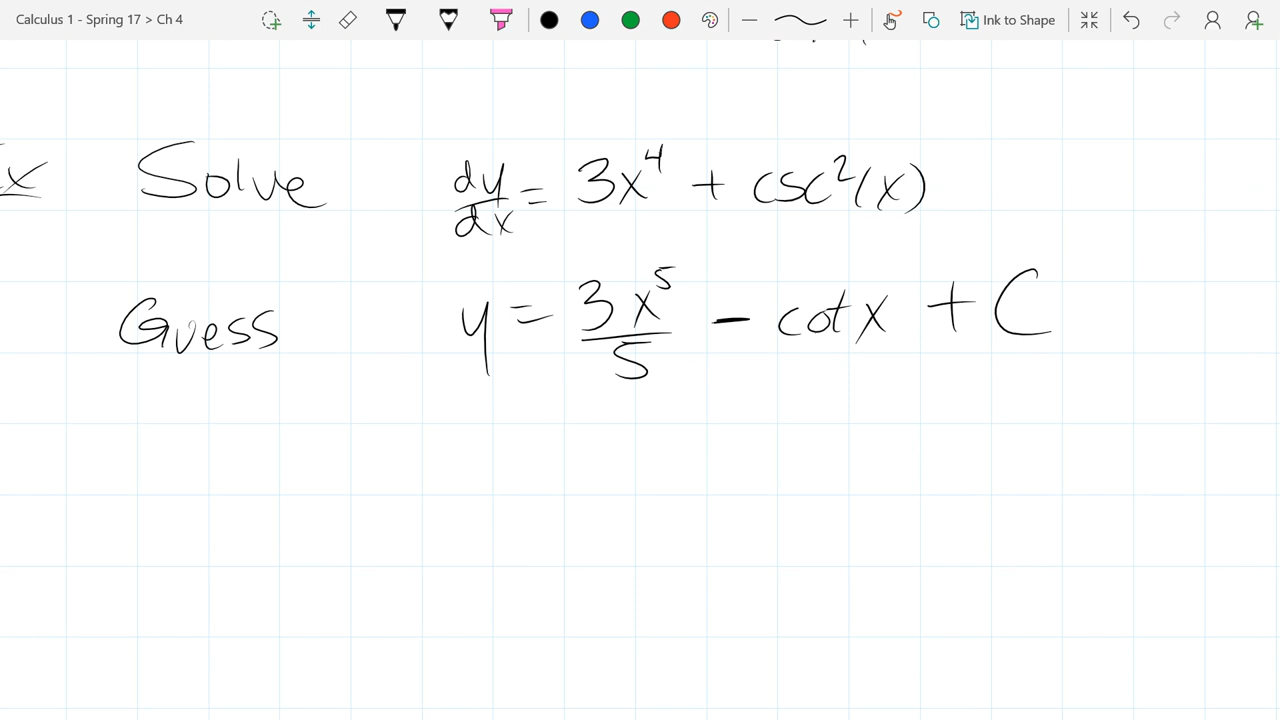 Calculus 1 - Spring 17 > Ch 4
Ink to Shape
Ex Solve dy/dx = 3x^4 + csc^2(x)
Guess y = 3x^5/5 - cot x + C